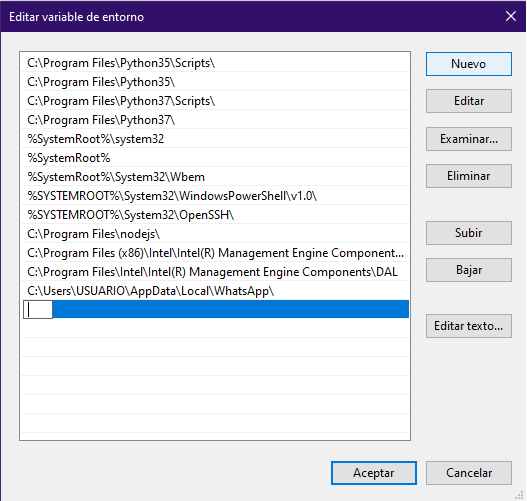 Editar variable de entorno
C:\Program Files\Python35\Scripts\
C:\Program Files\Python35\
C:\Program Files\Python37\Scripts\
C:\Program Files\Python37\
%SystemRoot%\system32
%SystemRoot%
%SystemRoot%\System32\Wbem
%SYSTEMROOT%\System32\WindowsPowerShell\v1.0\
%SYSTEMROOT%\System32\OpenSSH\
C:\Program Files\nodejs\
C:\Program Files (x86)\Intel\Intel(R) Management Engine Component...
C:\Program Files\Intel\Intel(R) Management Engine Components\DAL
C:\Users\USUARIO\AppData\Local\WhatsApp\
Nuevo
Editar
Examinar...
Eliminar
Subir
Bajar
Editar texto...
Aceptar
Cancelar